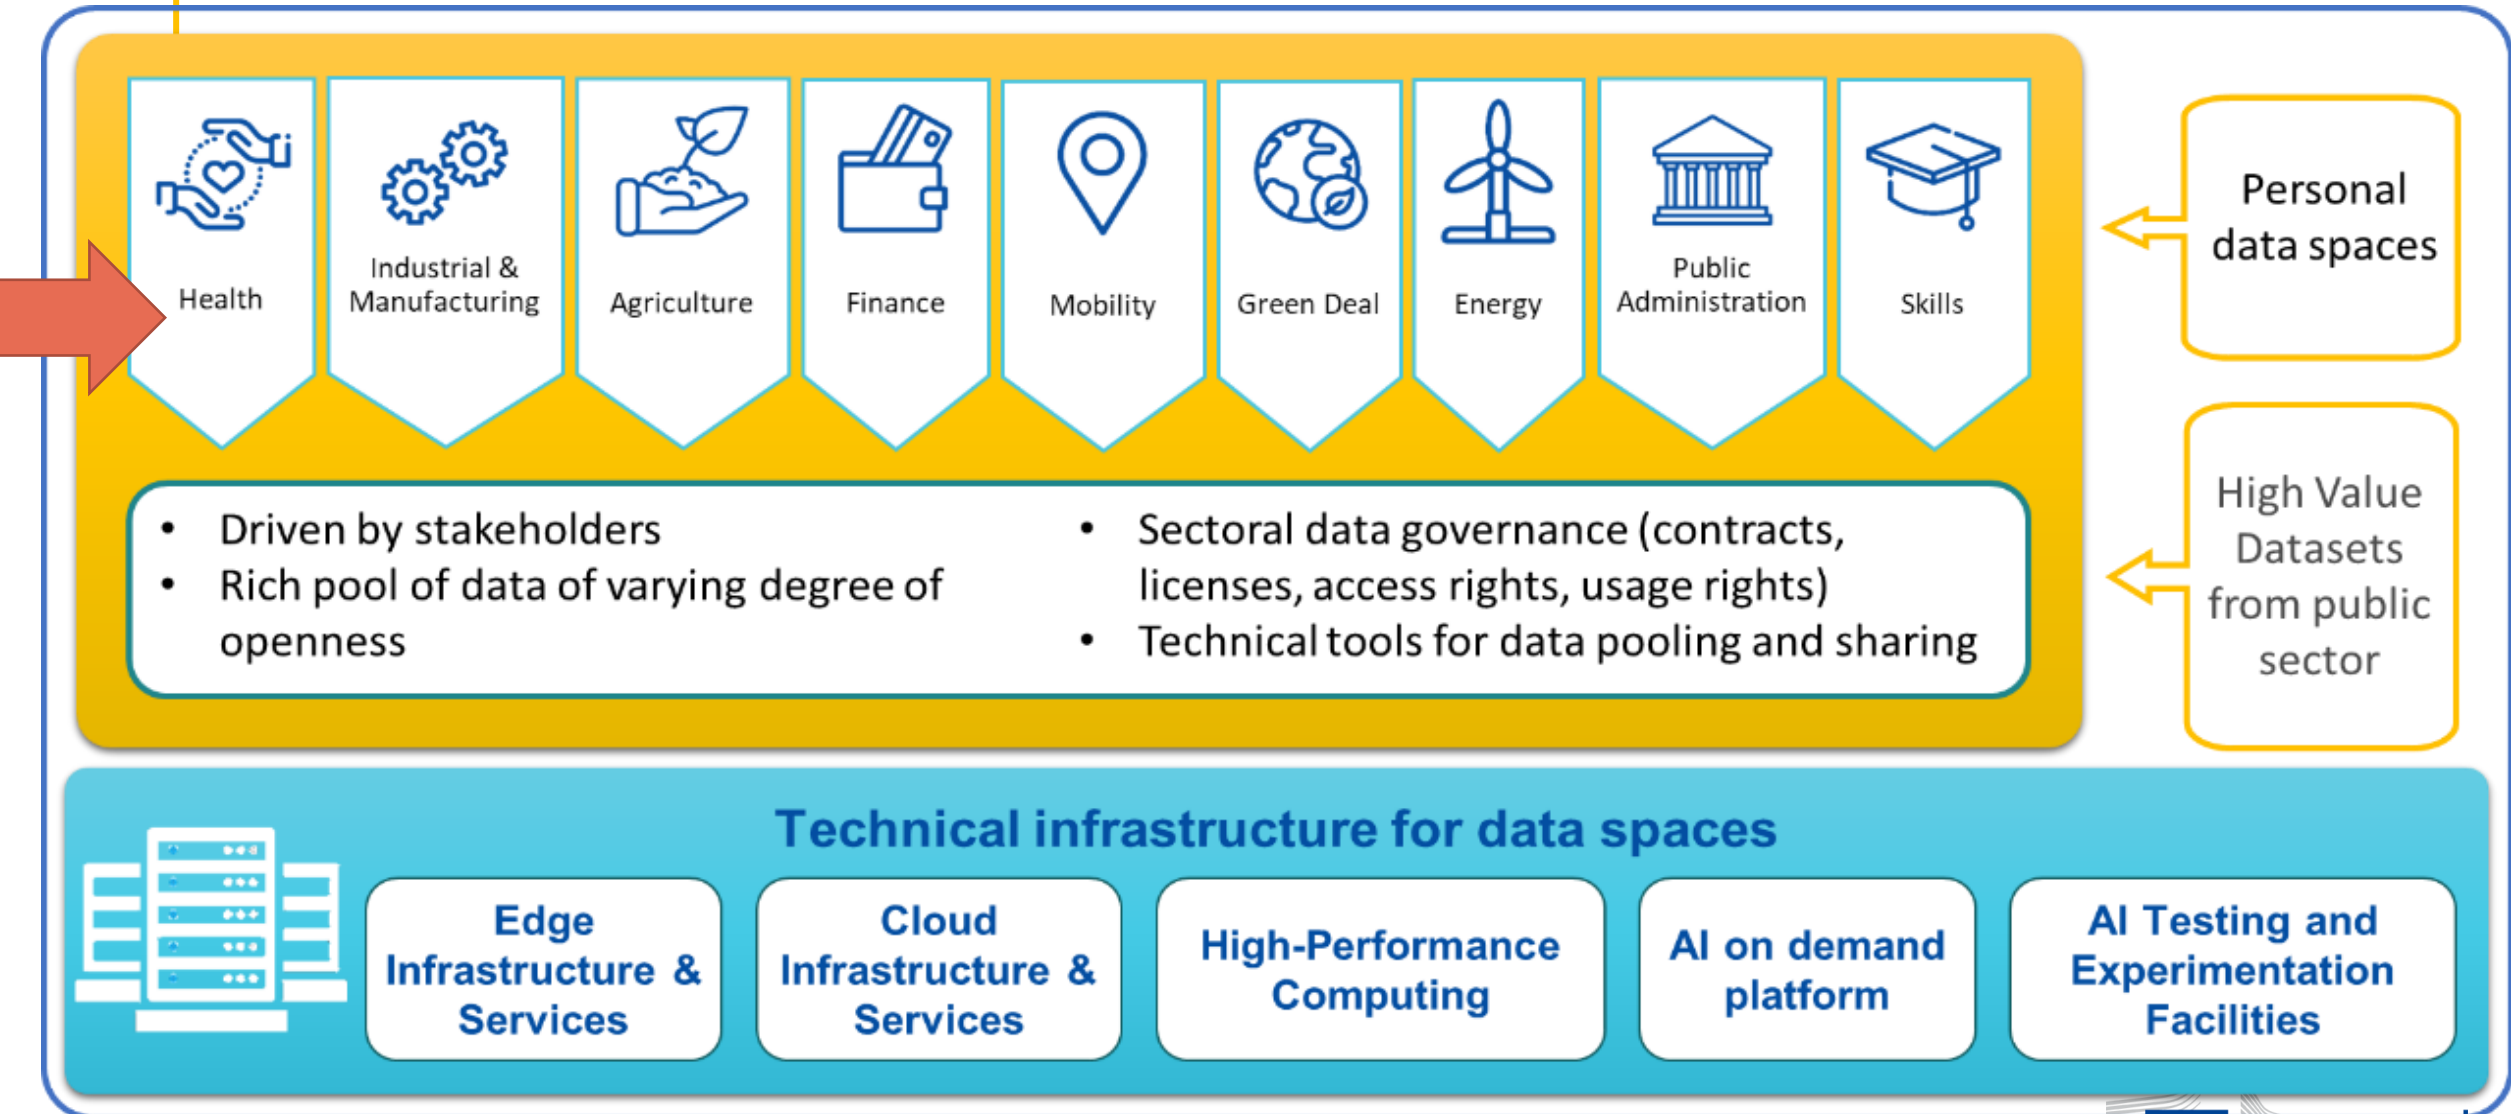 Health
Industrial &
Manufacturing
Agriculture
Finance
Mobility
Green Deal
Energy
Public
Administration
Skills
Personal
data spaces
• Driven by stakeholders
• Rich pool of data of varying degree of
openness
• Sectoral data governance (contracts,
licenses, access rights, usage rights)
• Technical tools for data pooling and sharing
High Value
Datasets
from public
sector
Technical infrastructure for data spaces
Edge
Infrastructure &
Services
Cloud
Infrastructure &
Services
High-Performance
Computing
AI on demand
platform
AI Testing and
Experimentation
Facilities